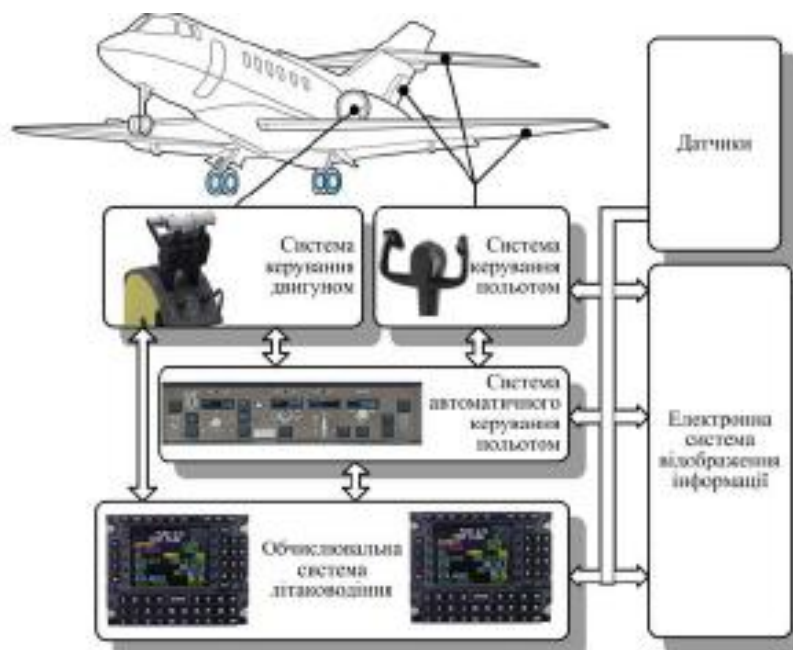 Датчики
Система
керування
двигуном
Система
керування
польотом
Система
автоматичного
керування
польотом
Електронна
система
відображення
інформації
Обчислювальна
система
літаководіння